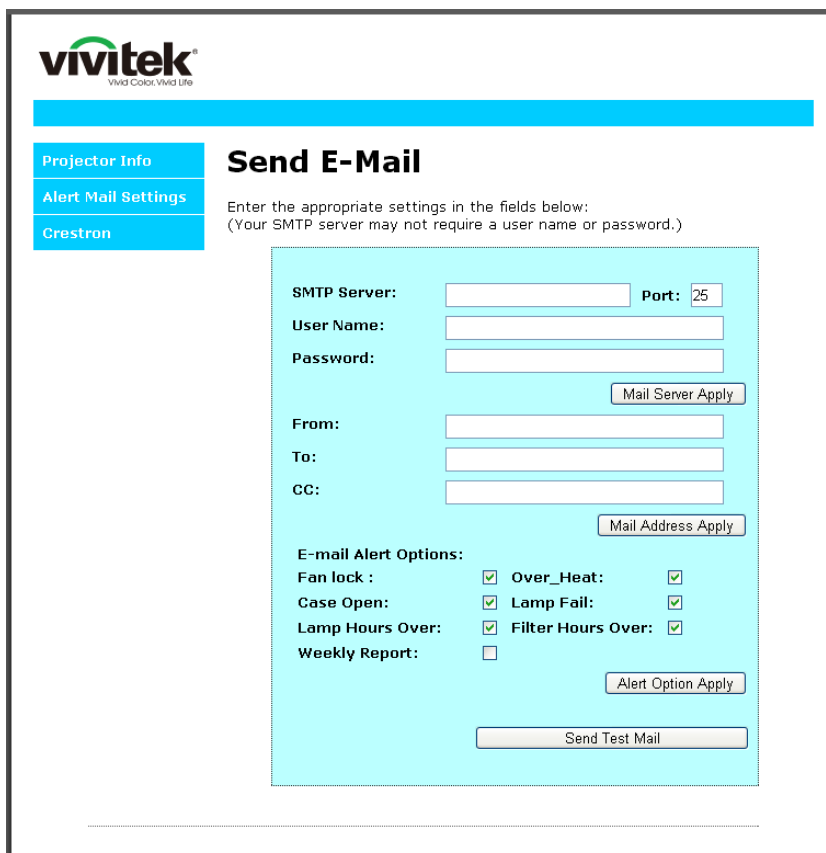 vivitek®
Vivid Color, Vivid Life
Projector Info
Alert Mail Settings
Crestron
Send E-Mail
Enter the appropriate settings in the fields below:
(Your SMTP server may not require a user name or password.)
SMTP Server: Port: 25
User Name:
Password:
Mail Server Apply
From:
To:
CC:
Mail Address Apply
E-mail Alert Options:
Fan lock : Over_Heat:
Case Open: Lamp Fail:
Lamp Hours Over: Filter Hours Over:
Weekly Report:
Alert Option Apply
Send Test Mail